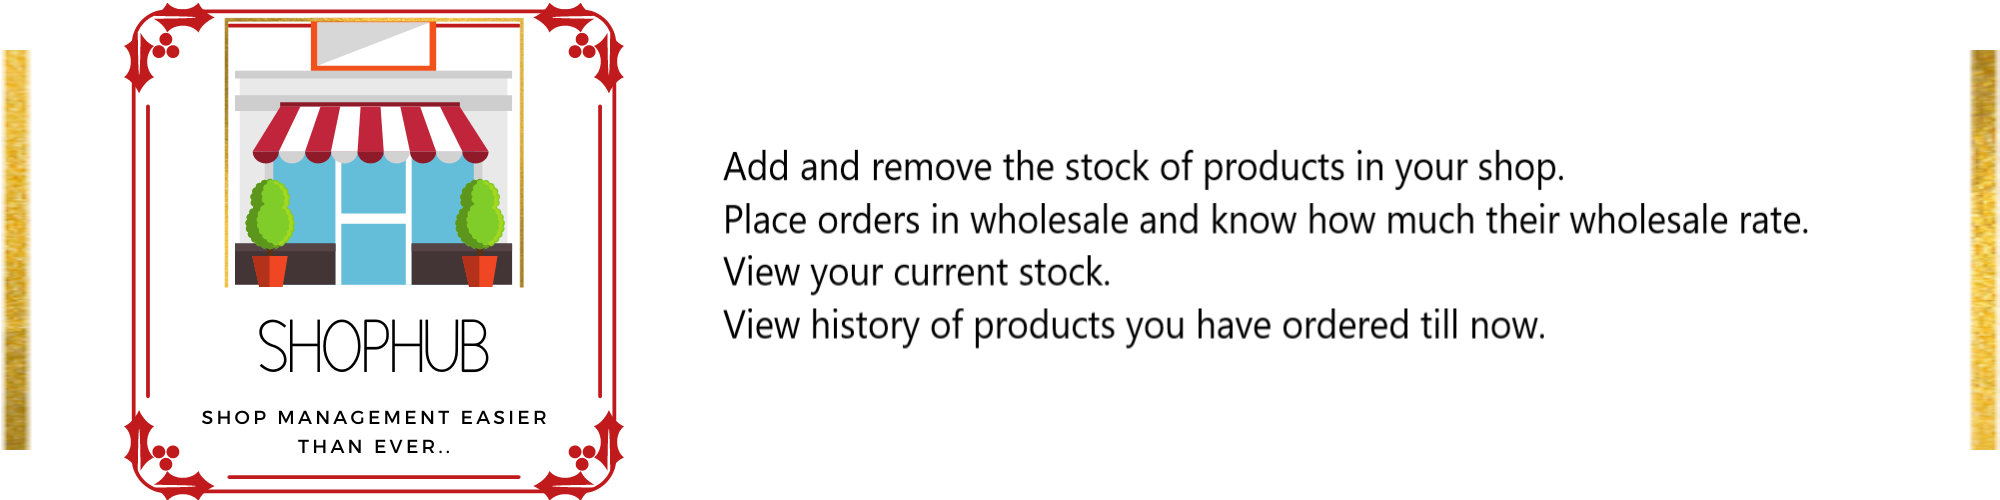 SHOPHUB
SHOP MANAGEMENT EASIER
THAN EVER..
Add and remove the stock of products in your shop.
Place orders in wholesale and know how much their wholesale rate.
View your current stock.
View history of products you have ordered till now.